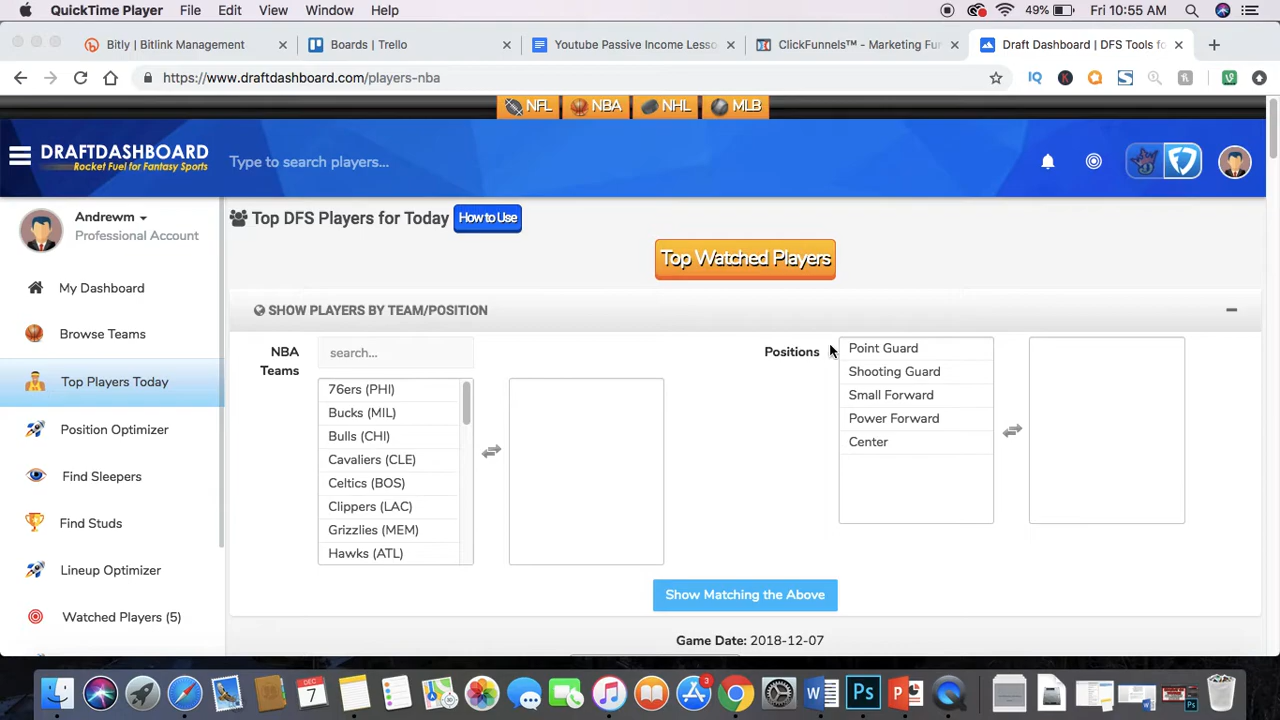 QuickTime Player File Edit View Window Help 49% Fri 10:55 AM
Bitly | Bitlink Management
Boards | Trello
Youtube Passive Income Lesso
ClickFunnels™ - Marketing Fun
Draft Dashboard | DFS Tools fo
https://www.draftdashboard.com/players-nba
IQ
NFL NBA NHL MLB
DRAFTDASHBOARD
Rocket Fuel for Fantasy Sports
Type to search players...
Andrewm
Professional Account
My Dashboard
Browse Teams
Top Players Today
Position Optimizer
Find Sleepers
Find Studs
Lineup Optimizer
Watched Players (5)
Top DFS Players for Today How to Use
Top Watched Players
SHOW PLAYERS BY TEAM/POSITION
NBA
Teams
search...
76ers (PHI)
Bucks (MIL)
Bulls (CHI)
Cavaliers (CLE)
Celtics (BOS)
Clippers (LAC)
Grizzlies (MEM)
Hawks (ATL)
Positions
Point Guard
Shooting Guard
Small Forward
Power Forward
Center
Show Matching the Above
Game Date: 2018-12-07
DEC
7
3
Ps